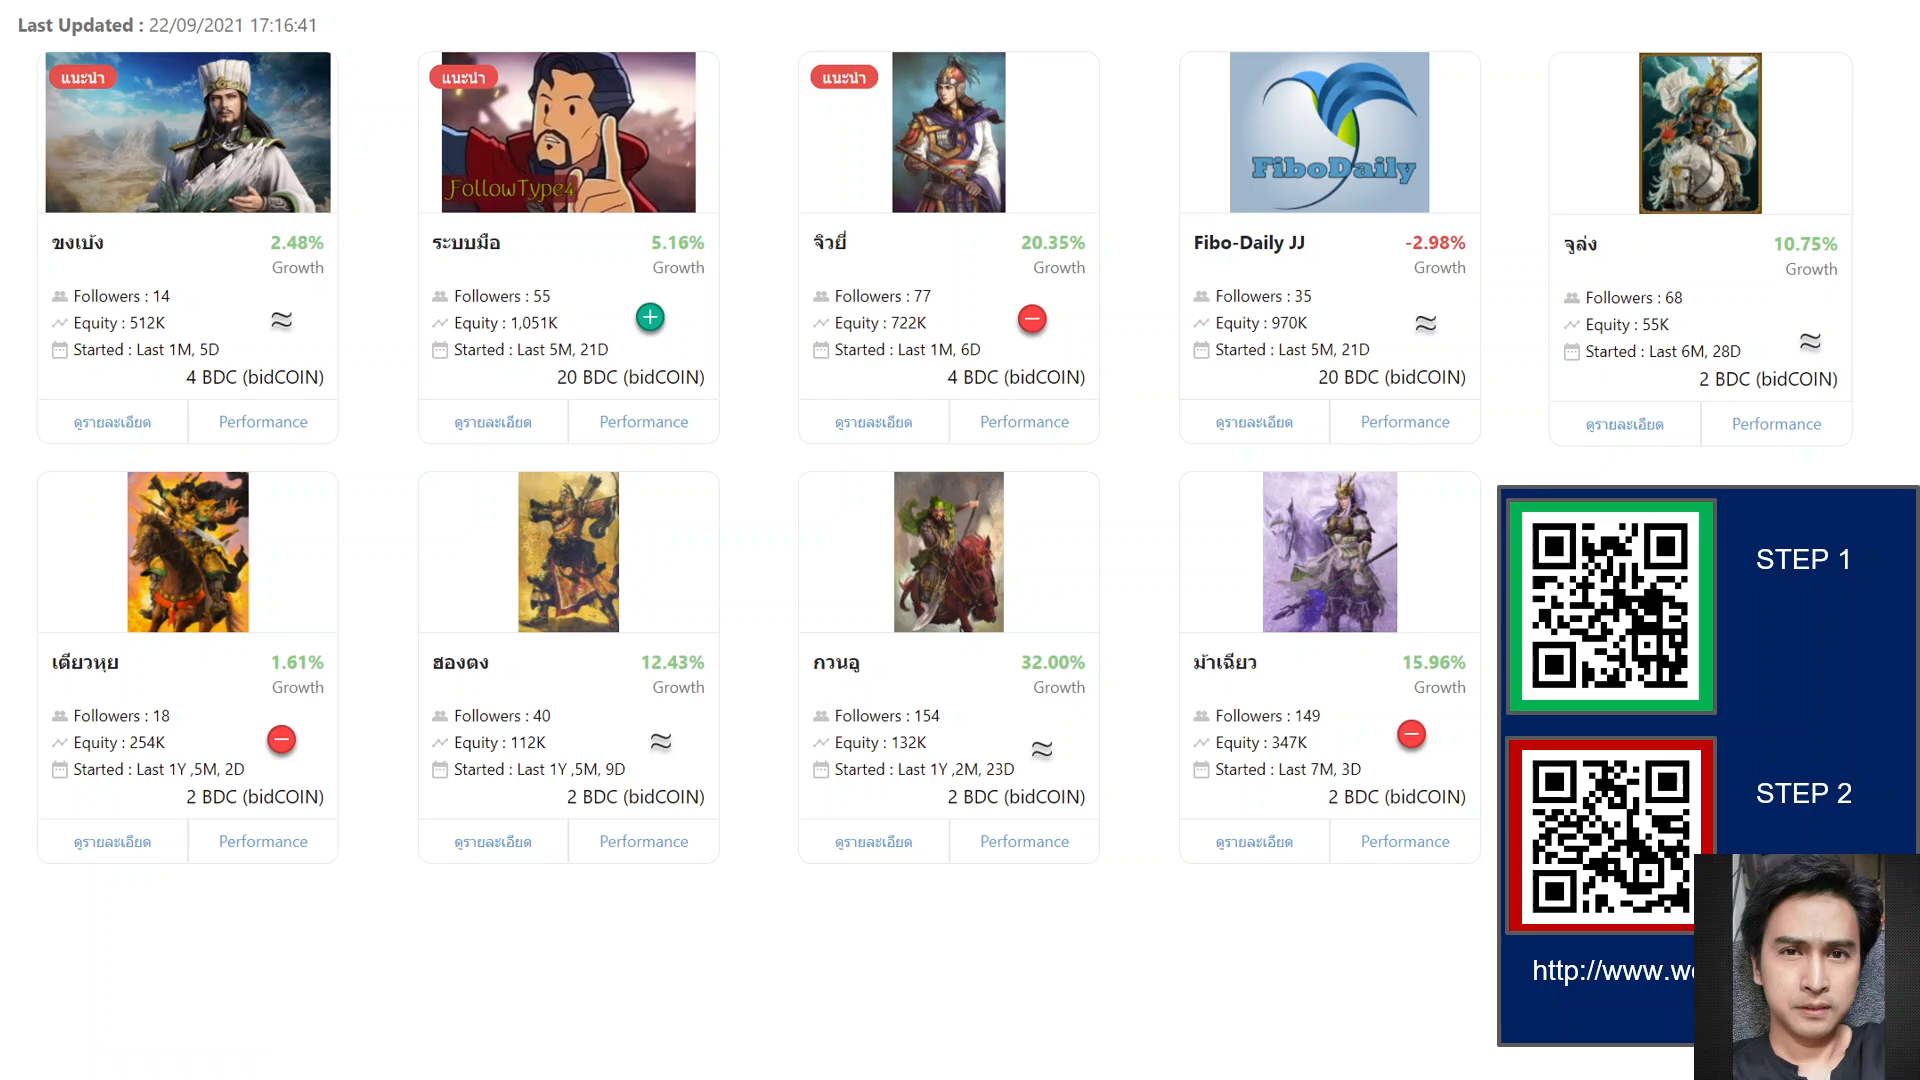 Last Updated : 22/09/2021 17:16:41
แนะนำ
ขงเบ้ง
2.48%
Growth
Followers : 14
Equity : 512K
Started : Last 1M, 5D
4 BDC (bidCOIN)
ดูรายละเอียด
Performance
แนะนำ
FollowType4
ระบบมือ
5.16%
Growth
Followers : 55
Equity : 1,051K
Started : Last 5M, 21D
20 BDC (bidCOIN)
ดูรายละเอียด
Performance
แนะนำ
จิวยี่
20.35%
Growth
Followers : 77
Equity : 722K
Started : Last 1M, 6D
4 BDC (bidCOIN)
ดูรายละเอียด
Performance
FiboDaily
Fibo-Daily JJ
-2.98%
Growth
Followers : 35
Equity : 970K
Started : Last 5M, 21D
20 BDC (bidCOIN)
ดูรายละเอียด
Performance
จูล่ง
10.75%
Growth
Followers : 68
Equity : 55K
Started : Last 6M, 28D
2 BDC (bidCOIN)
ดูรายละเอียด
Performance
เตียวหุย
1.61%
Growth
Followers : 18
Equity : 254K
Started : Last 1Y ,5M, 2D
2 BDC (bidCOIN)
ดูรายละเอียด
Performance
ฮองตง
12.43%
Growth
Followers : 40
Equity : 112K
Started : Last 1Y ,5M, 9D
2 BDC (bidCOIN)
ดูรายละเอียด
Performance
กวนอู
32.00%
Growth
Followers : 154
Equity : 132K
Started : Last 1Y ,2M, 23D
2 BDC (bidCOIN)
ดูรายละเอียด
Performance
ม้าเฉียว
15.96%
Growth
Followers : 149
Equity : 347K
Started : Last 7M, 3D
2 BDC (bidCOIN)
ดูรายละเอียด
Performance
STEP 1
STEP 2
http://www.w